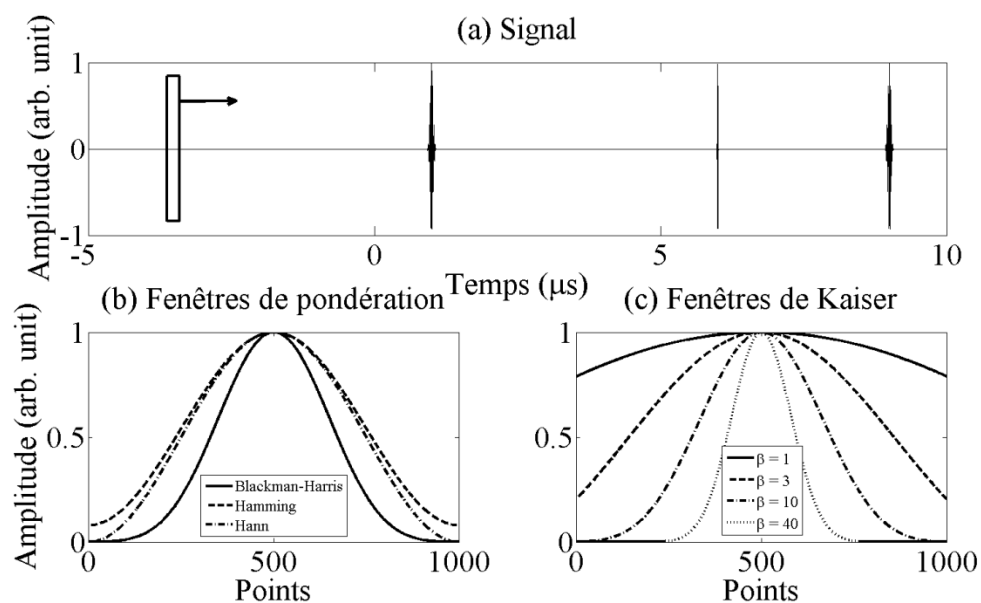 (a) Signal
Amplitude (arb. unit)
1
0
-1
-5
0
5
10
Temps (μs)
(b) Fenêtres de pondération
Amplitude (arb. unit)
1
0.5
0
0
500
1000
Points
Blackman-Harris
Hamming
Hann
(c) Fenêtres de Kaiser
1
0.5
0
0
500
1000
Points
β = 1
β = 3
β = 10
β = 40